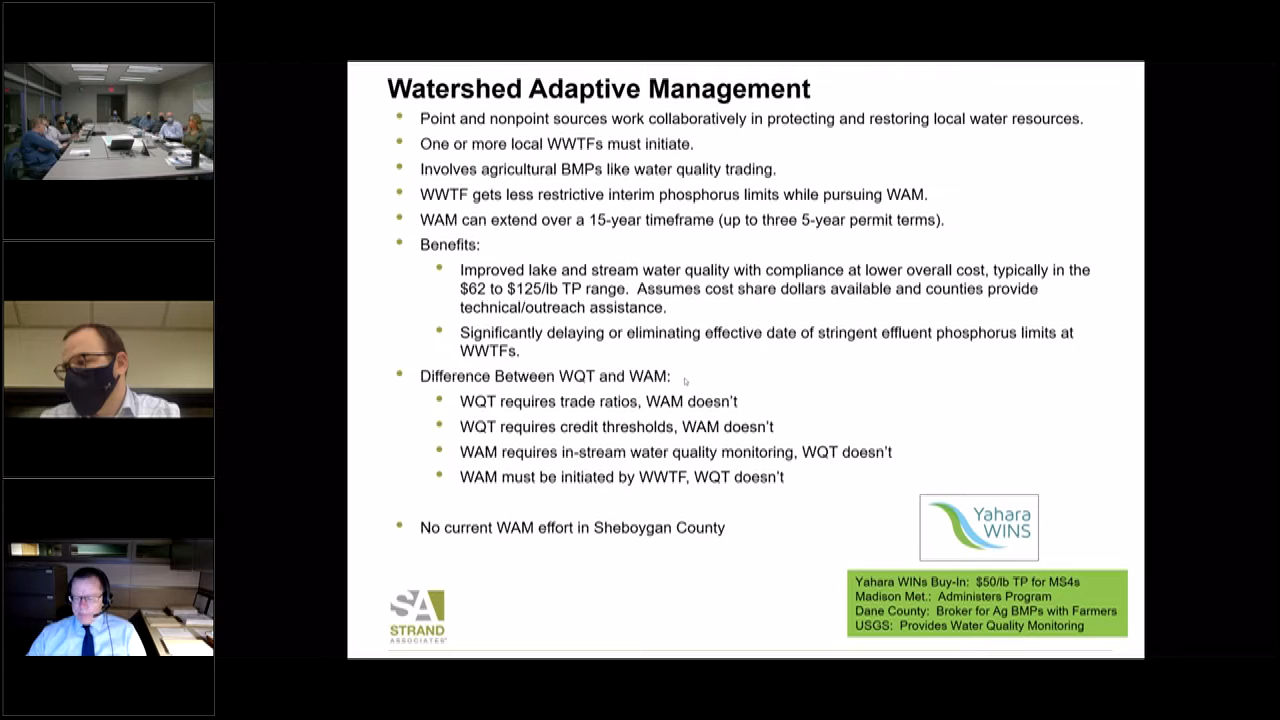 Watershed Adaptive Management
Point and nonpoint sources work collaboratively in protecting and restoring local water resources.
One or more local WWTFs must initiate.
Involves agricultural BMPs like water quality trading.
WWTF gets less restrictive interim phosphorus limits while pursuing WAM.
WAM can extend over a 15-year timeframe (up to three 5-year permit terms).
Benefits:
Improved lake and stream water quality with compliance at lower overall cost, typically in the
$62 to $125/lb TP range. Assumes cost share dollars available and counties provide
technical/outreach assistance.
Significantly delaying or eliminating effective date of stringent effluent phosphorus limits at
WWTFs.
Difference Between WQT and WAM:
WQT requires trade ratios, WAM doesn't
WQT requires credit thresholds, WAM doesn't
WAM requires in-stream water quality monitoring, WQT doesn't
WAM must be initiated by WWTF, WQT doesn't
No current WAM effort in Sheboygan County
Yahara
WINS
Yahara WINs Buy-In: $50/lb TP for MS4s
Madison Met.: Administers Program
Dane County: Broker for Ag BMPs with Farmers
USGS: Provides Water Quality Monitoring
SA
STRAND
ASSOCIATES